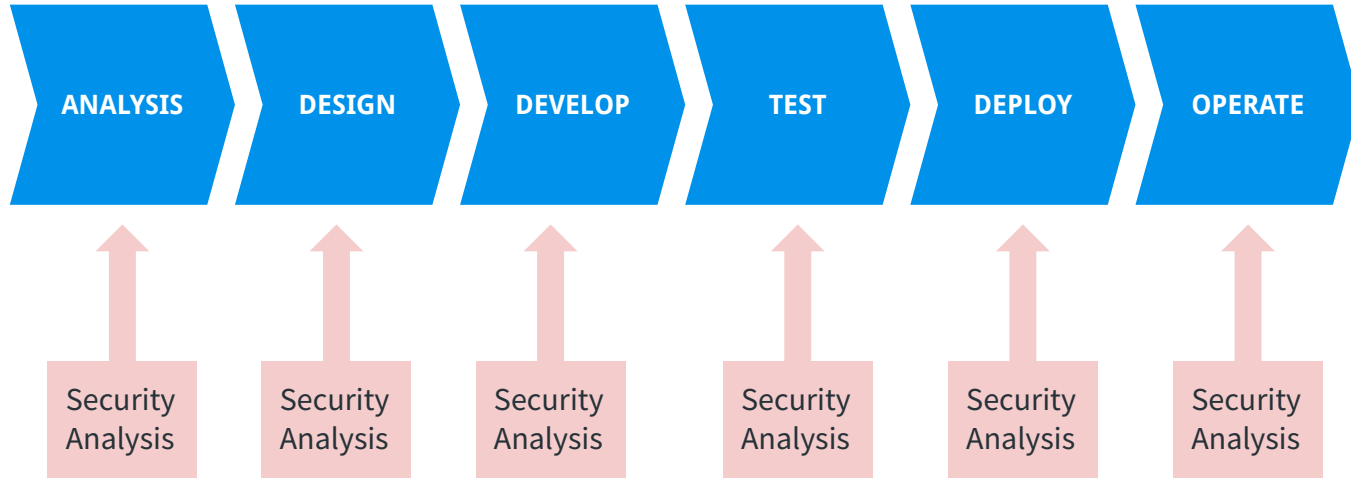 ANALYSIS
DESIGN
DEVELOP
TEST
DEPLOY
OPERATE
Security
Analysis
Security
Analysis
Security
Analysis
Security
Analysis
Security
Analysis
Security
Analysis